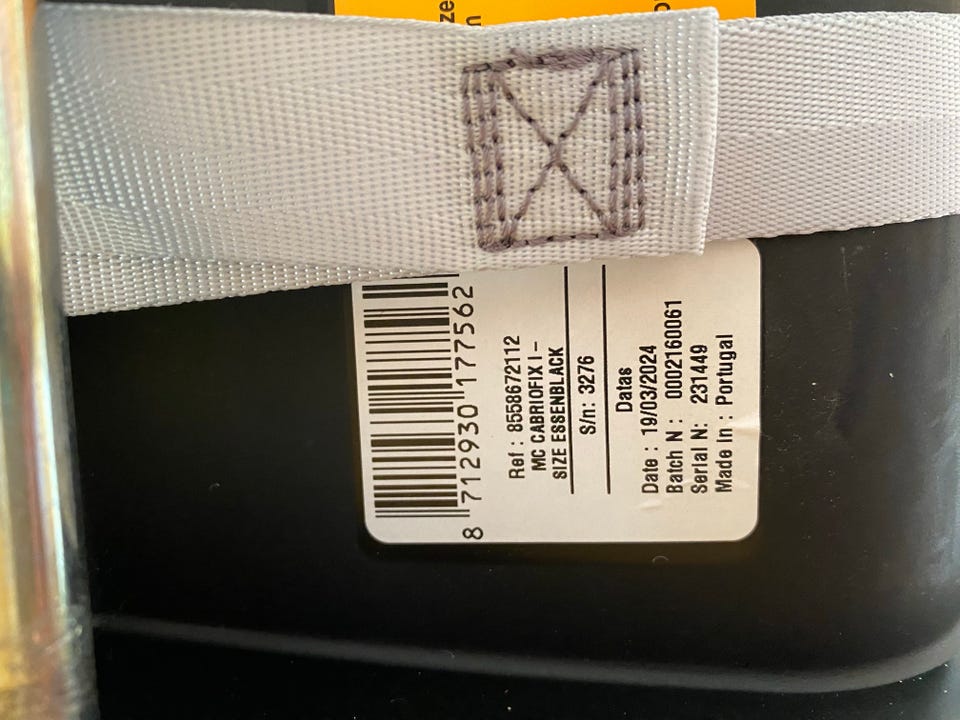 8 712930 177562
Ref : 8558672112
MC CABRIOFIX I -
SIZE ESSENBLACK
S/n: 3276
Datas
Date : 19/03/2024
Batch N : 0002160061
Serial N: 231449
Made in : Portugal